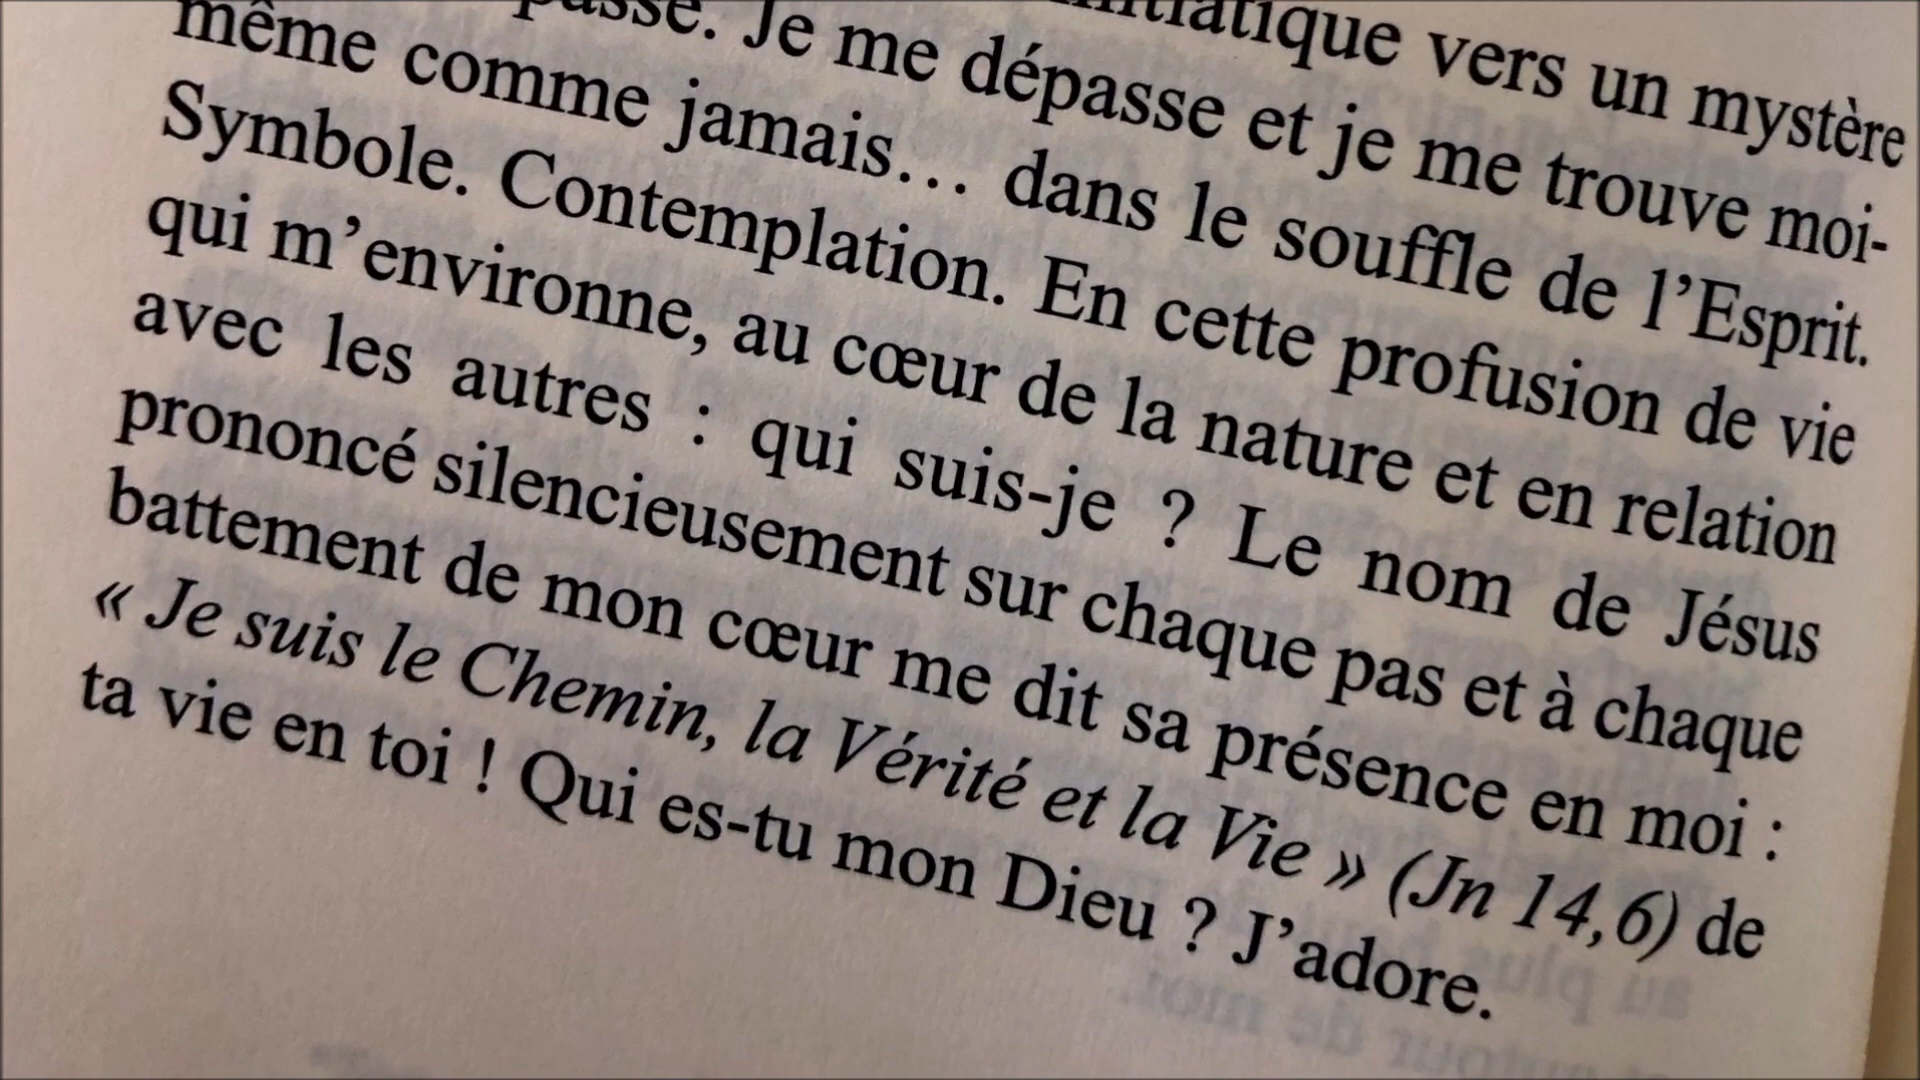 vers un mystère
Je me dépasse et je me trouve moi-
même comme jamais… dans le souffle de l’Esprit.
Symbole. Contemplation. En cette profusion de vie
qui m’environne, au cœur de la nature et en relation
avec les autres : qui suis-je ? Le nom de Jésus
prononcé silencieusement sur chaque pas et à chaque
battement de mon cœur me dit sa présence en moi :
« Je suis le Chemin, la Vérité et la Vie » (Jn 14,6) de
ta vie en toi ! Qui es-tu mon Dieu ? J’adore.